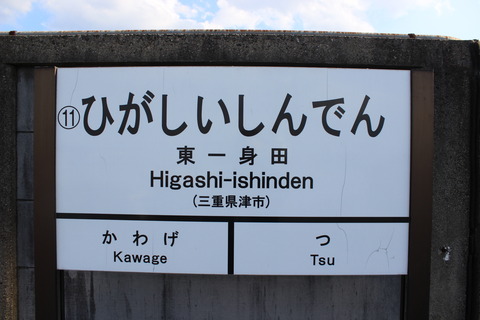 ⑪ひがしいしんでん
東一身田
Higashi-ishinden
(三重県津市)
かわげ
Kawage
つ
Tsu